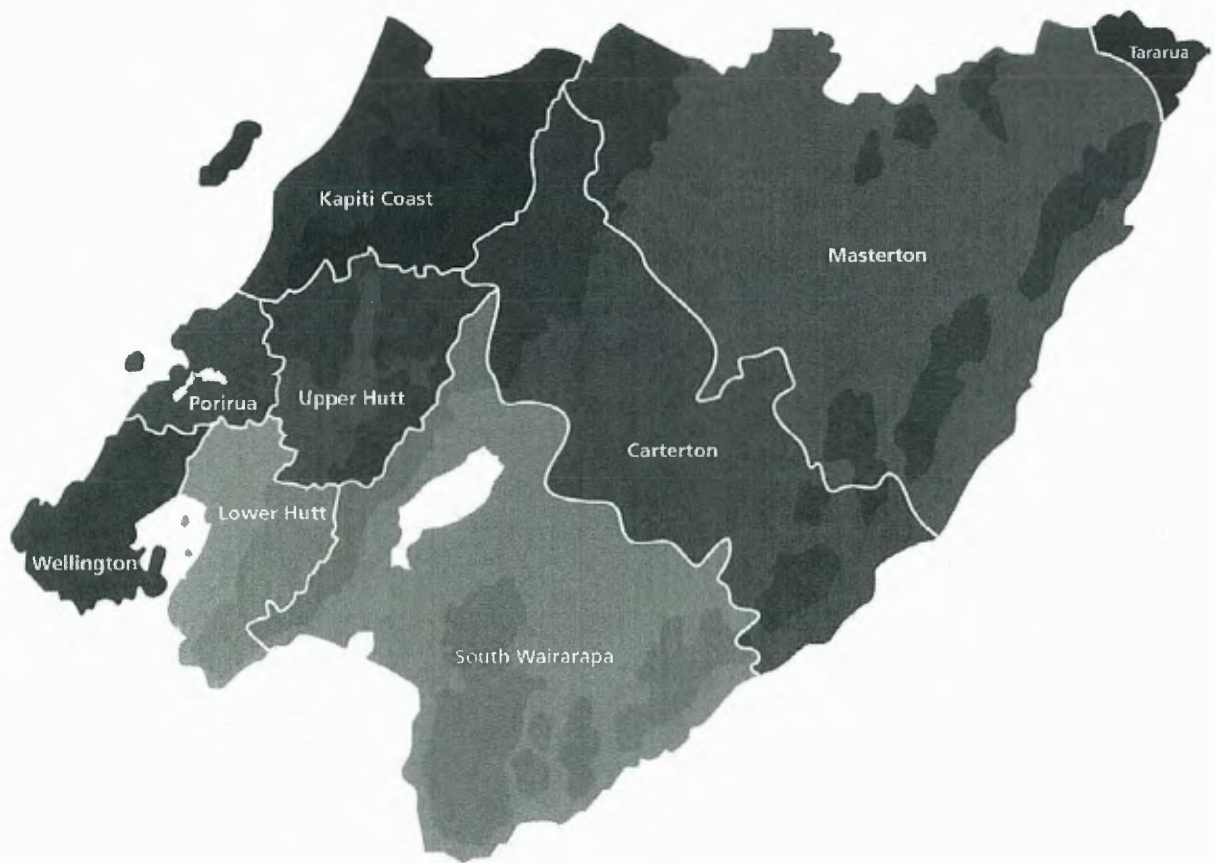 Tararua
Kapiti Coast
Masterton
Porirua
Upper Hutt
Carterton
Lower Hutt
Wellington
South Wairarapa